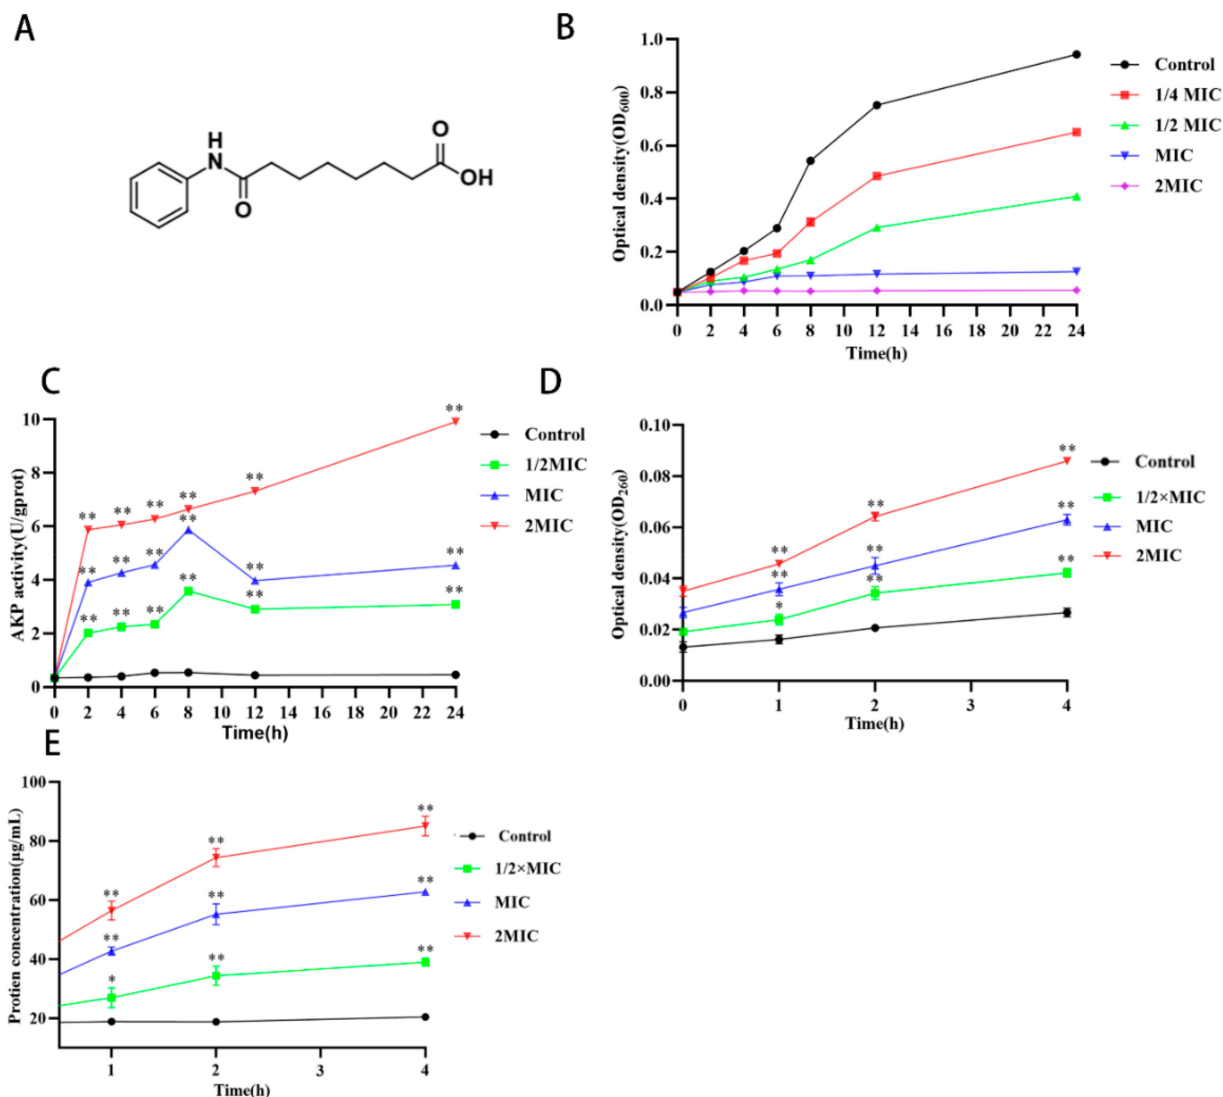 A
H
N
O
O
OH
B
Optical density(OD600)
1.0
0.8
0.6
0.4
0.2
0.0
0 2 4 6 8 10 12 14 16 18 20 22 24
Time(h)
Control
1/4 MIC
1/2 MIC
MIC
2MIC
C
AKP activity(U/gprot)
10
8
6
4
2
0
** ** ** ** ** **
** ** ** ** ** **
** ** ** ** ** **
0 2 4 6 8 10 12 14 16 18 20 22 24
Time(h)
Control
1/2MIC
MIC
2MIC
D
Optical density(OD260)
0.10
0.08
0.06
0.04
0.02
0.00
** ** **
** ** **
* ** **
0 1 2 3 4
Time(h)
Control
1/2×MIC
MIC
2MIC
E
Protien concentration(μg/mL)
100
80
60
40
20
** ** **
** ** **
* ** **
1 2 3 4
Time(h)
Control
1/2×MIC
MIC
2MIC